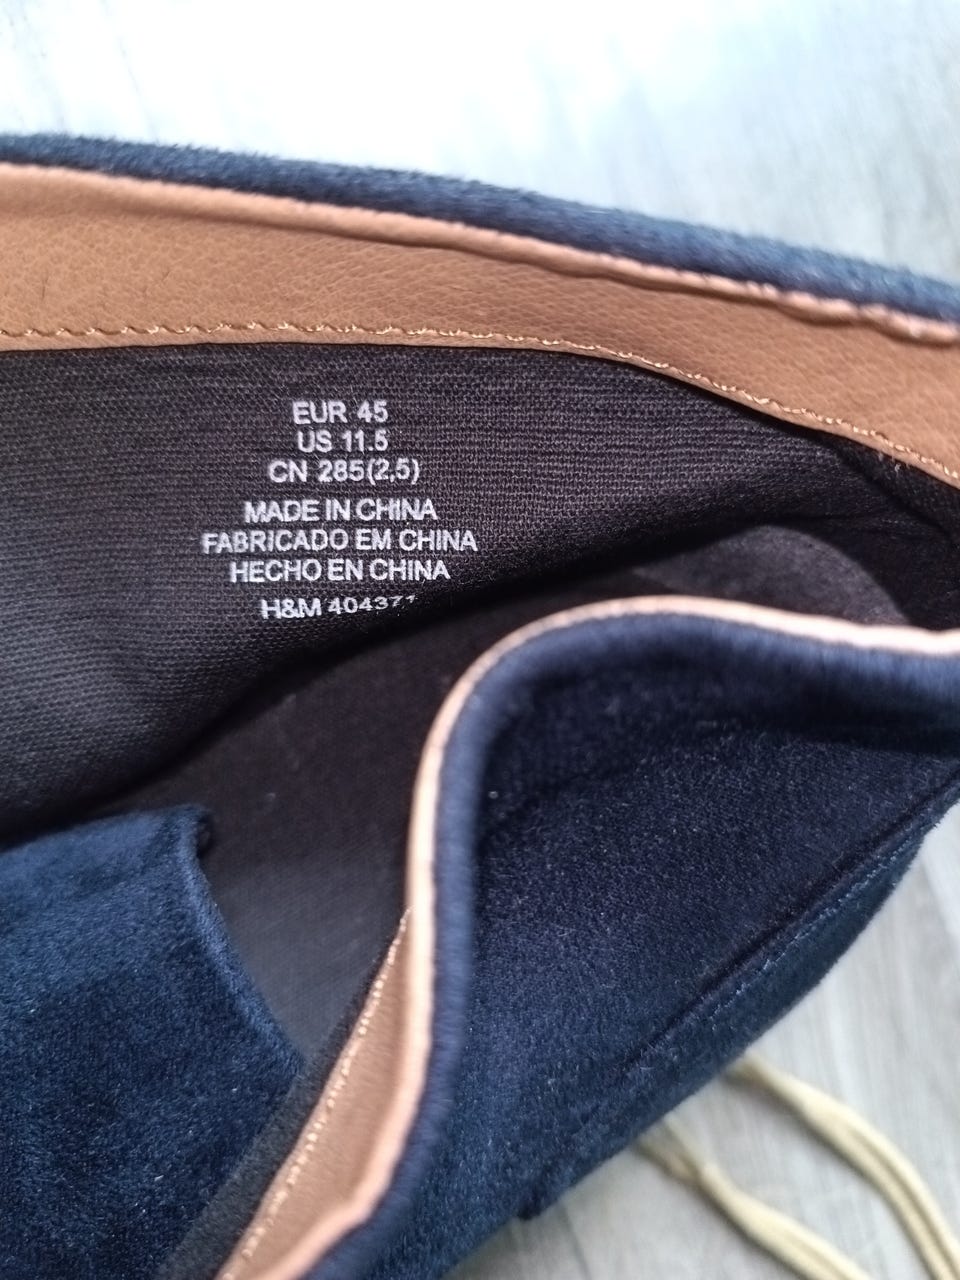 EUR 45
US 11.5
CN 285(2,5)
MADE IN CHINA
FABRICADO EM CHINA
HECHO EN CHINA
H&M